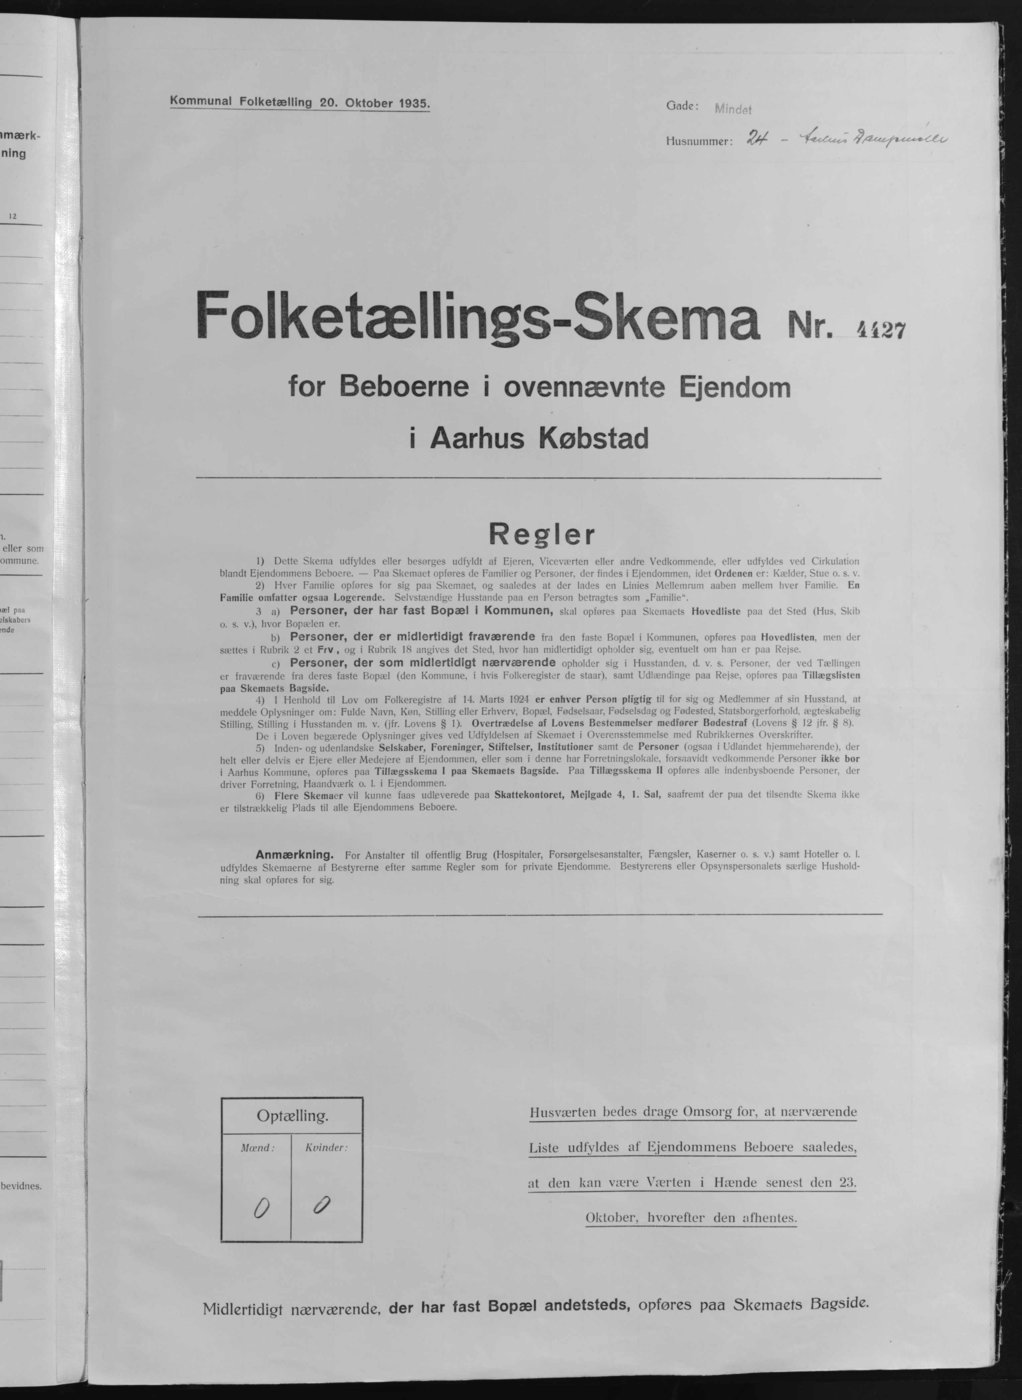 Kommunal Folketælling 20. Oktober 1935.
Gade: Mindet
Husnummer: 24 – Aarhus Dampmølle
Folketællings-Skema Nr. 4427
for Beboerne i ovennævnte Ejendom
i Aarhus Købstad
Regler
1) Dette Skema udfyldes eller besørges udfyldt af Ejeren, Viceværten eller andre Vedkommende, eller udfyldes ved Cirkulation
blandt Ejendommens Beboere. — Paa Skemaet opføres de Familier og Personer, der findes i Ejendommen, idet Ordenen er: Kælder, Stue o. s. v.
2) Hver Familie opføres for sig paa Skemaet, og saaledes at der lades en Linies Mellemrum aaben mellem hver Familie. En
Familie omfatter ogsaa Logerende. Selvstændige Husstande paa en Person betragtes som „Familie“.
3 a) Personer, der har fast Bopæl i Kommunen, skal opføres paa Skemaets Hovedliste paa det Sted (Hus, Skib
o. s. v.), hvor Bopælen er.
b) Personer, der er midlertidigt fraværende fra den faste Bopæl i Kommunen, opføres paa Hovedlisten, men der
sættes i Rubrik 2 et Frv., og i Rubrik 18 angives det Sted, hvor han midlertidigt opholder sig, eventuelt om han er paa Rejse.
c) Personer, der som midlertidigt nærværende opholder sig i Husstanden, d. v. s. Personer, der ved Tællingen
er fraværende fra deres faste Bopæl (den Kommune, i hvis Folkeregister de staar), samt Udlændinge paa Rejse, opføres paa Tillægslisten
paa Skemaets Bagside.
4) I Henhold til Lov om Folkeregistre af 14. Marts 1924 er enhver Person pligtig til for sig og Medlemmer af sin Husstand, at
meddele Oplysninger om: Fulde Navn, Køn, Stilling eller Erhverv, Bopæl, Fødselsaar, Fødselsdag og Fødested, Statsborgerforhold, ægteskabelig
Stilling, Stilling i Husstanden m. v. (jfr. Lovens § 1). Overtrædelse af Lovens Bestemmelser medfører Bødestraf (Lovens § 12 jfr. § 8).
De i Loven begærede Oplysninger gives ved Udfyldelsen af Skemaet i Overensstemmelse med Rubrikkernes Overskrifter.
5) Inden- og udenlandske Selskaber, Foreninger, Stiftelser, Institutioner samt de Personer (ogsaa i Udlandet hjemmehørende), der
helt eller delvis er Ejere eller Medejere af Ejendommen, eller som i denne har Forretningslokale, forsaavidt vedkommende Personer ikke bor
i Aarhus Kommune, opføres paa Tillægsskema I paa Skemaets Bagside. Paa Tillægsskema II opføres alle indenbysboende Personer, der
driver Forretning, Haandværk o. l. i Ejendommen.
6) Flere Skemaer vil kunne faas udleverede paa Skattekontoret, Mejlgade 4, 1. Sal, saafremt der paa det tilsendte Skema ikke
er tilstrækkelig Plads til alle Ejendommens Beboere.
Anmærkning. For Anstalter til offentlig Brug (Hospitaler, Forsørgelsesanstalter, Fængsler, Kaserner o. s. v.) samt Hoteller o. l.
udfyldes Skemaerne af Bestyrerne efter samme Regler som for private Ejendomme. Bestyrerens eller Opsynspersonalets særlige Hushold-
ning skal opføres for sig.
Optælling.
Mænd: Kvinder:
0 0
Husværten bedes drage Omsorg for, at nærværende
Liste udfyldes af Ejendommens Beboere saaledes,
at den kan være Værten i Hænde senest den 23.
Oktober, hvorefter den afhentes.
Midlertidigt nærværende, der har fast Bopæl andetsteds, opføres paa Skemaets Bagside.
mærk-
ning
12
eller som
ommune.
pæl paa
elskabers
ende
bevidnes.